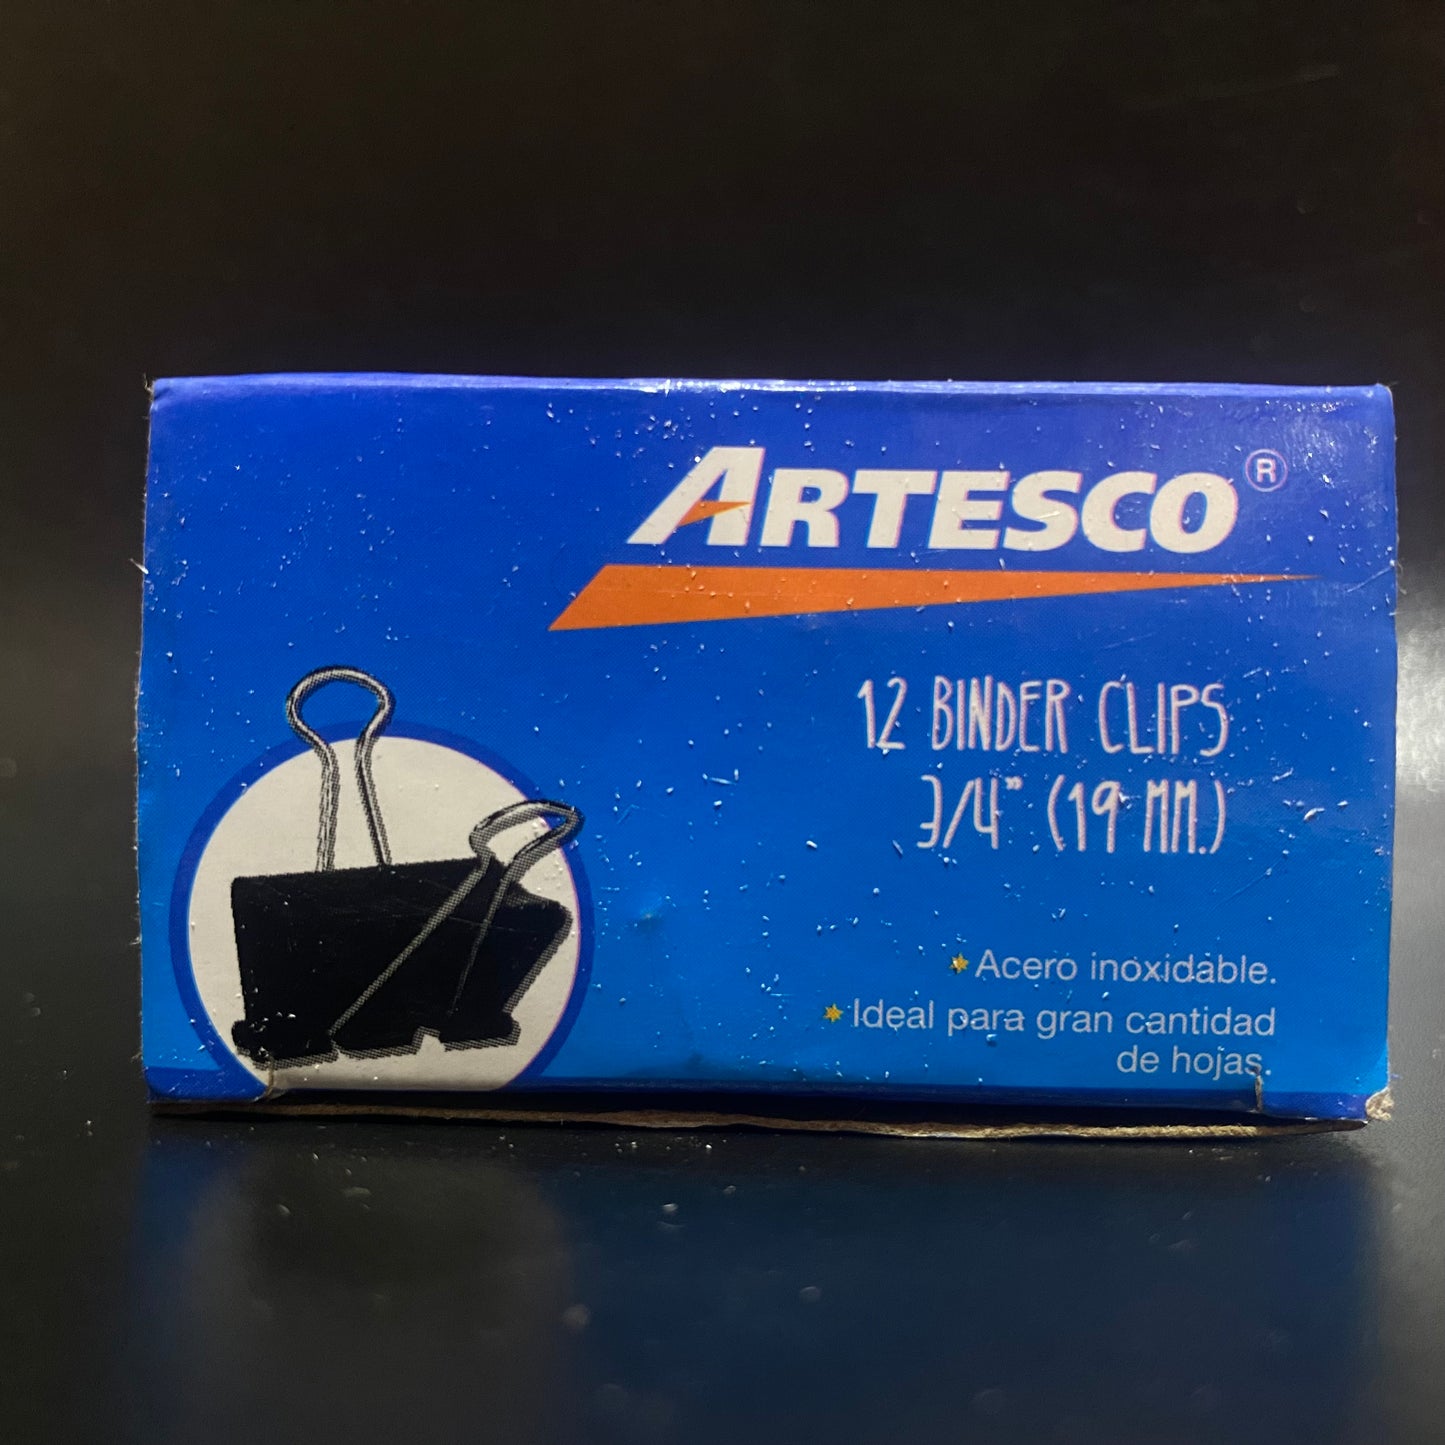 ARTESCO®
12 BINDER CLIPS
3/4" (19 MM.)
Acero inoxidable.
Ideal para gran cantidad
de hojas.